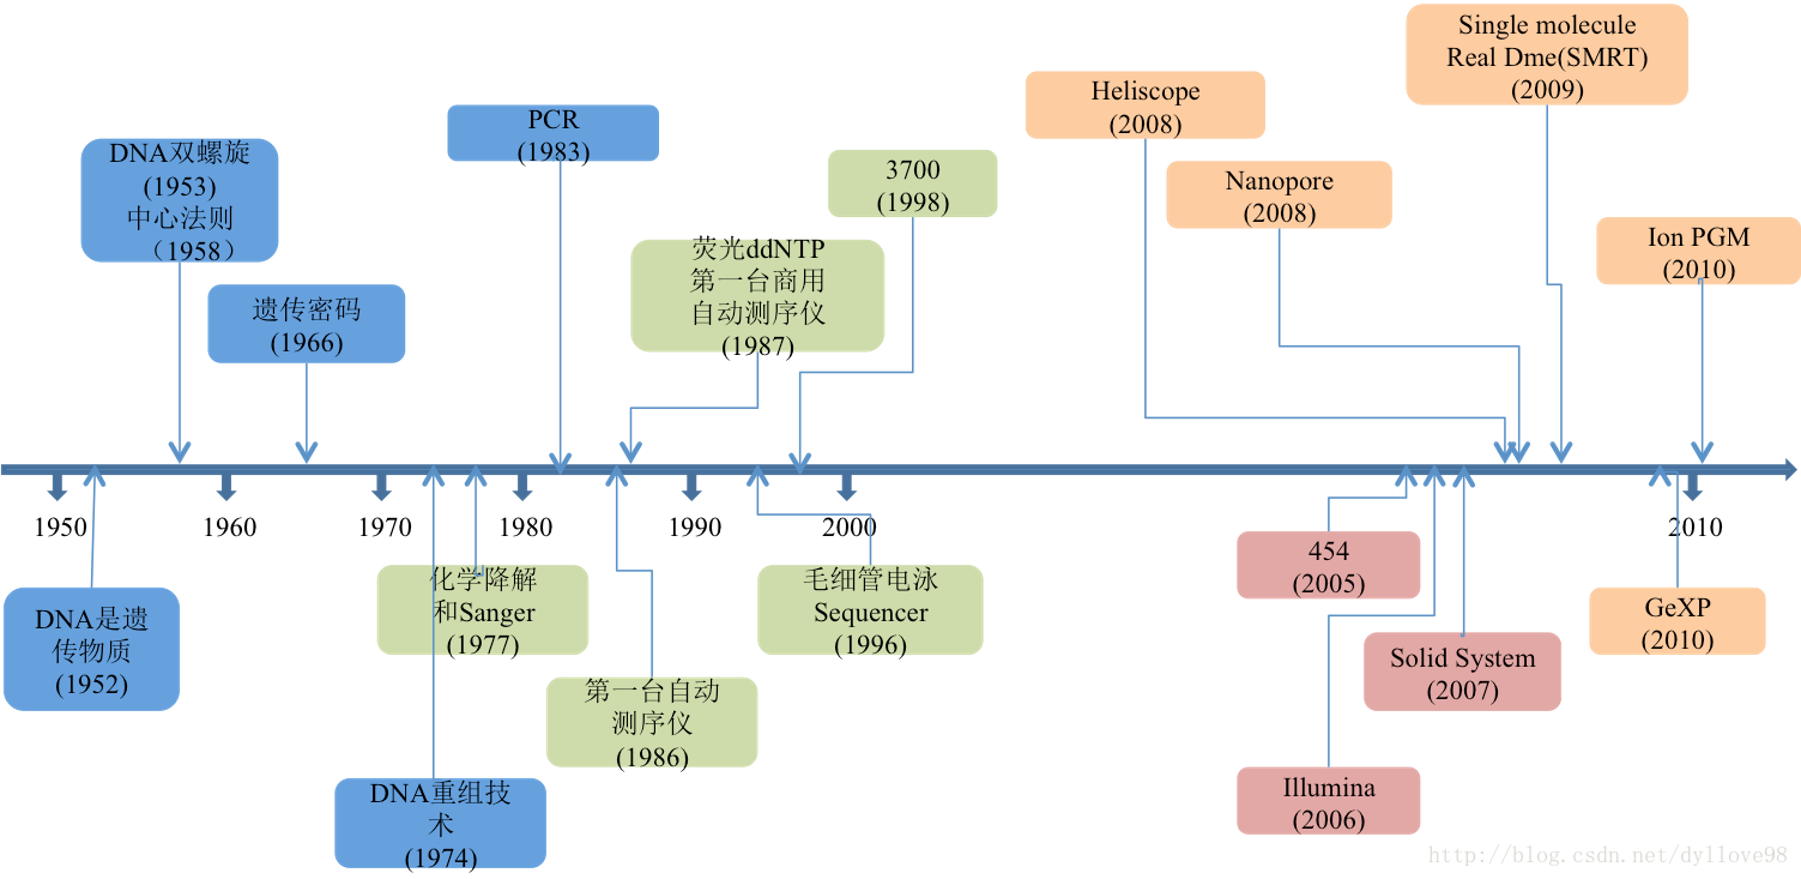 Single molecule
Real Dme(SMRT)
(2009)
Heliscope
(2008)
PCR
(1983)
DNA双螺旋
(1953)
中心法则
（1958）
3700
(1998)
Nanopore
(2008)
Ion PGM
(2010)
荧光ddNTP
第一台商用
自动测序仪
(1987)
遗传密码
(1966)
1950
1960
1970
1980
1990
2000
2010
DNA是遗
传物质
(1952)
化学降解
和Sanger
(1977)
毛细管电泳
Sequencer
(1996)
454
(2005)
GeXP
(2010)
Solid System
(2007)
第一台自动
测序仪
(1986)
DNA重组技
术
(1974)
Illumina
(2006)
http://blog.csdn.net/dyllove98